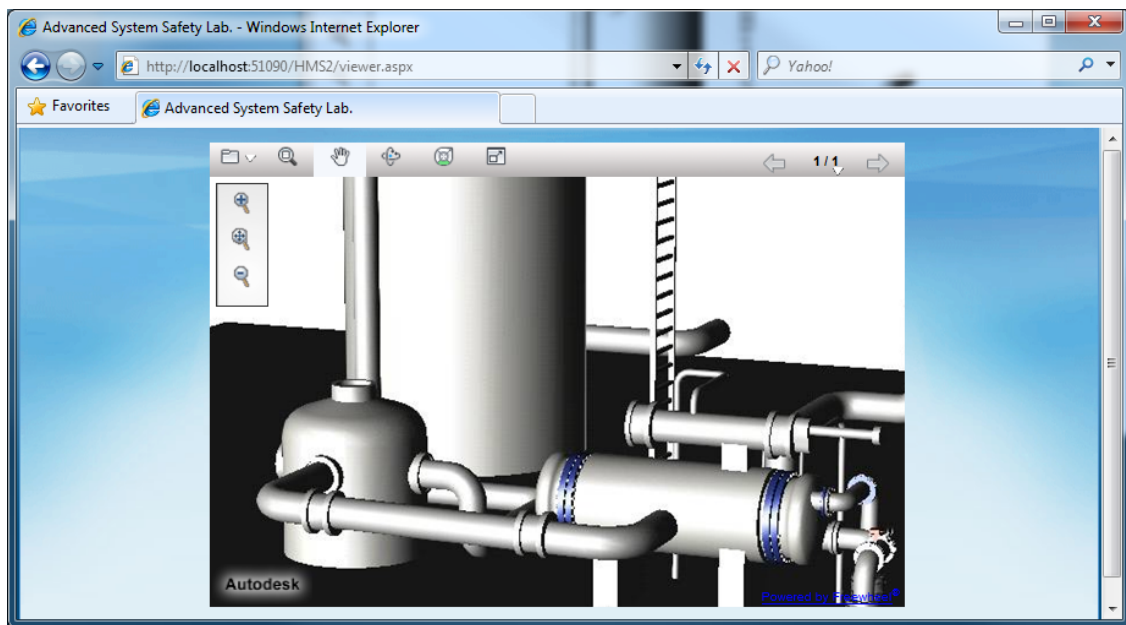 Advanced System Safety Lab. - Windows Internet Explorer
http://localhost:51090/HMS2/viewer.aspx
Yahoo!
Favorites
Advanced System Safety Lab.
1 / 1
Autodesk
Powered by Freewheel®